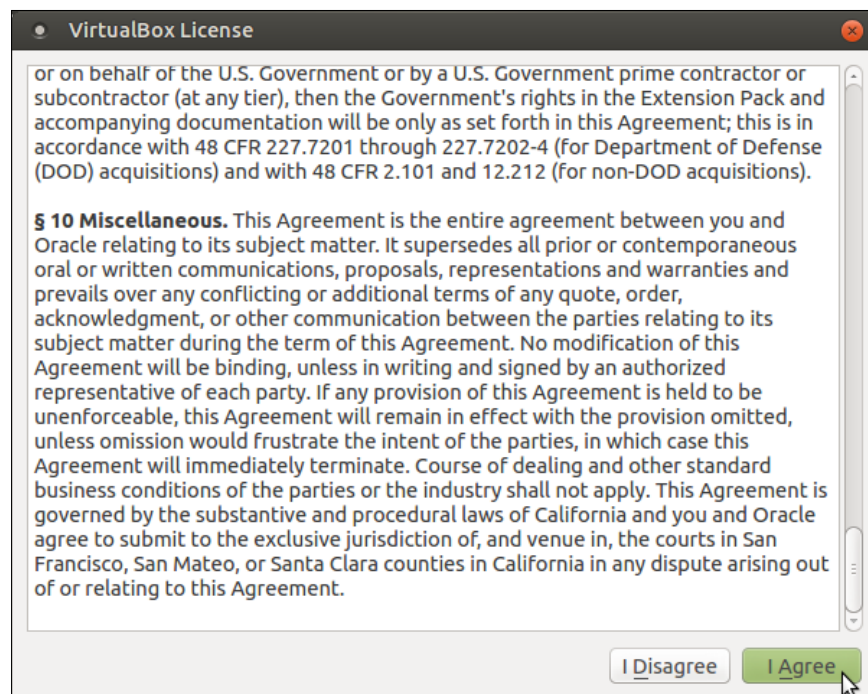 VirtualBox License
or on behalf of the U.S. Government or by a U.S. Government prime contractor or
subcontractor (at any tier), then the Government's rights in the Extension Pack and
accompanying documentation will be only as set forth in this Agreement; this is in
accordance with 48 CFR 227.7201 through 227.7202-4 (for Department of Defense
(DOD) acquisitions) and with 48 CFR 2.101 and 12.212 (for non-DOD acquisitions).
§ 10 Miscellaneous. This Agreement is the entire agreement between you and
Oracle relating to its subject matter. It supersedes all prior or contemporaneous
oral or written communications, proposals, representations and warranties and
prevails over any conflicting or additional terms of any quote, order,
acknowledgment, or other communication between the parties relating to its
subject matter during the term of this Agreement. No modification of this
Agreement will be binding, unless in writing and signed by an authorized
representative of each party. If any provision of this Agreement is held to be
unenforceable, this Agreement will remain in effect with the provision omitted,
unless omission would frustrate the intent of the parties, in which case this
Agreement will immediately terminate. Course of dealing and other standard
business conditions of the parties or the industry shall not apply. This Agreement is
governed by the substantive and procedural laws of California and you and Oracle
agree to submit to the exclusive jurisdiction of, and venue in, the courts in San
Francisco, San Mateo, or Santa Clara counties in California in any dispute arising out
of or relating to this Agreement.
I Disagree
I Agree